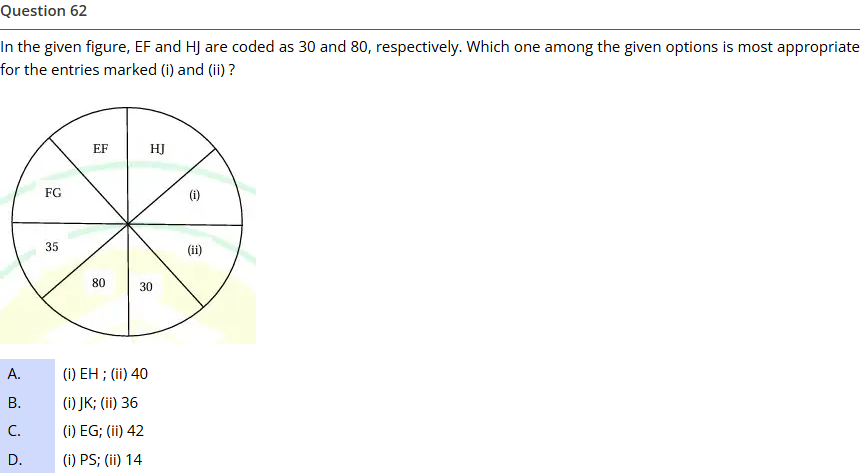 Question 62
In the given figure, EF and HJ are coded as 30 and 80, respectively. Which one among the given options is most appropriate
for the entries marked (i) and (ii) ?
EF HJ
FG (i)
35 (ii)
80 30
A. (i) EH ; (ii) 40
B. (i) JK; (ii) 36
C. (i) EG; (ii) 42
D. (i) PS; (ii) 14